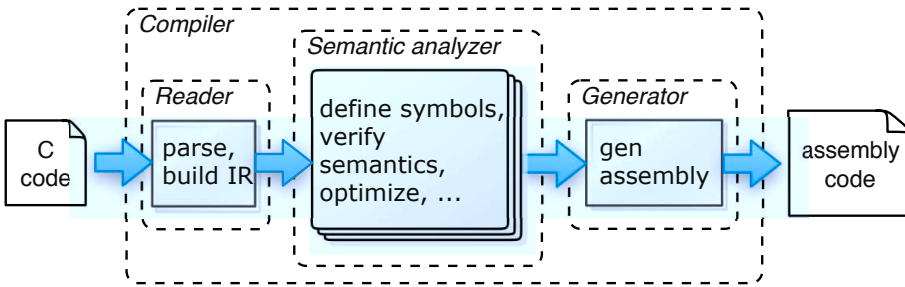 Compiler
Semantic analyzer
Reader
Generator
C
code
parse,
build IR
define symbols,
verify
semantics,
optimize, ...
gen
assembly
assembly
code